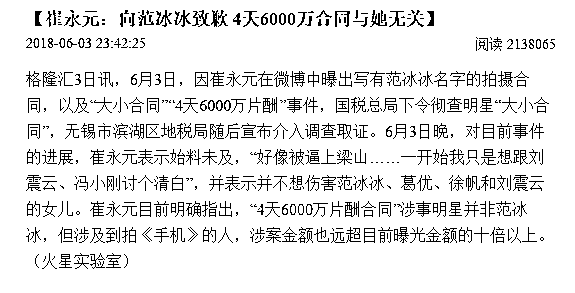 【崔永元：向范冰冰致歉 4天6000万合同与她无关】
2018-06-03 23:42:25 阅读 2138065
格隆汇3日讯，6月3日，因崔永元在微博中曝出写有范冰冰名字的拍摄合
同，以及“大小合同”“4天6000万片酬”事件，国税总局下令彻查明星“大小合
同”，无锡市滨湖区地税局随后宣布介入调查取证。6月3日晚，对目前事件
的进展，崔永元表示始料未及，“好像被逼上梁山……一开始我只是想跟刘
震云、冯小刚讨个清白”，并表示并不想伤害范冰冰、葛优、徐帆和刘震云
的女儿。崔永元目前明确指出，“4天6000万片酬合同”涉事明星并非范冰
冰，但涉及到拍《手机》的人，涉案金额也远超目前曝光金额的十倍以上。
（火星实验室）